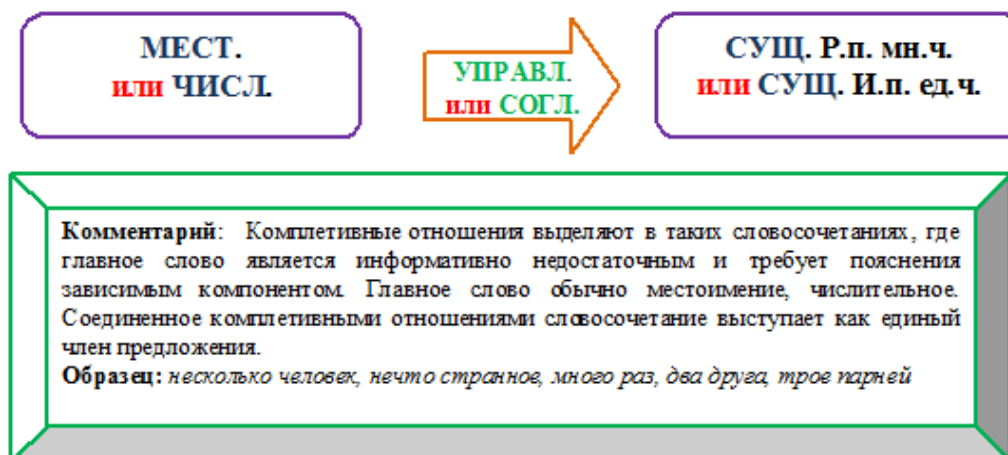 МЕСТ.
или ЧИСЛ.
УПРАВЛ.
или СОГЛ.
СУЩ. Р.п. мн.ч.
или СУЩ. И.п. ед.ч.
Комментарий: Комплетивные отношения выделяют в таких словосочетаниях, где
главное слово является информативно недостаточным и требует пояснения
зависимым компонентом. Главное слово обычно местоимение, числительное.
Соединенное комплетивными отношениями словосочетание выступает как единый
член предложения.
Образец: несколько человек, нечто странное, много раз, два друга, трое парней